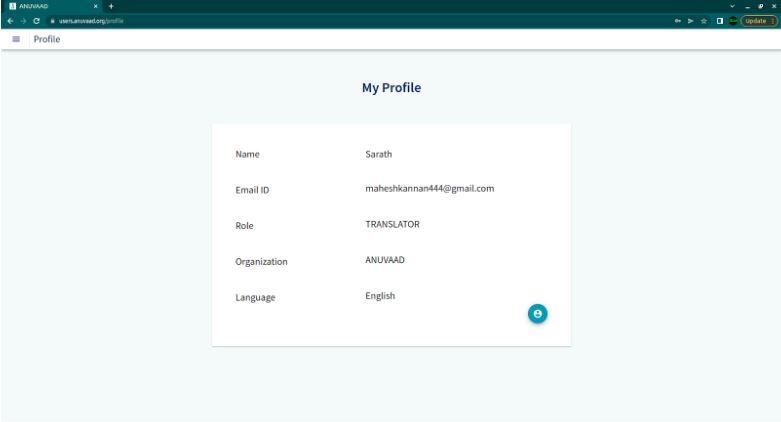 ANUVAAD
users.anuvaad.org/profile
Update
Profile
My Profile
Name Sarath
Email ID maheshkannan444@gmail.com
Role TRANSLATOR
Organization ANUVAAD
Language English